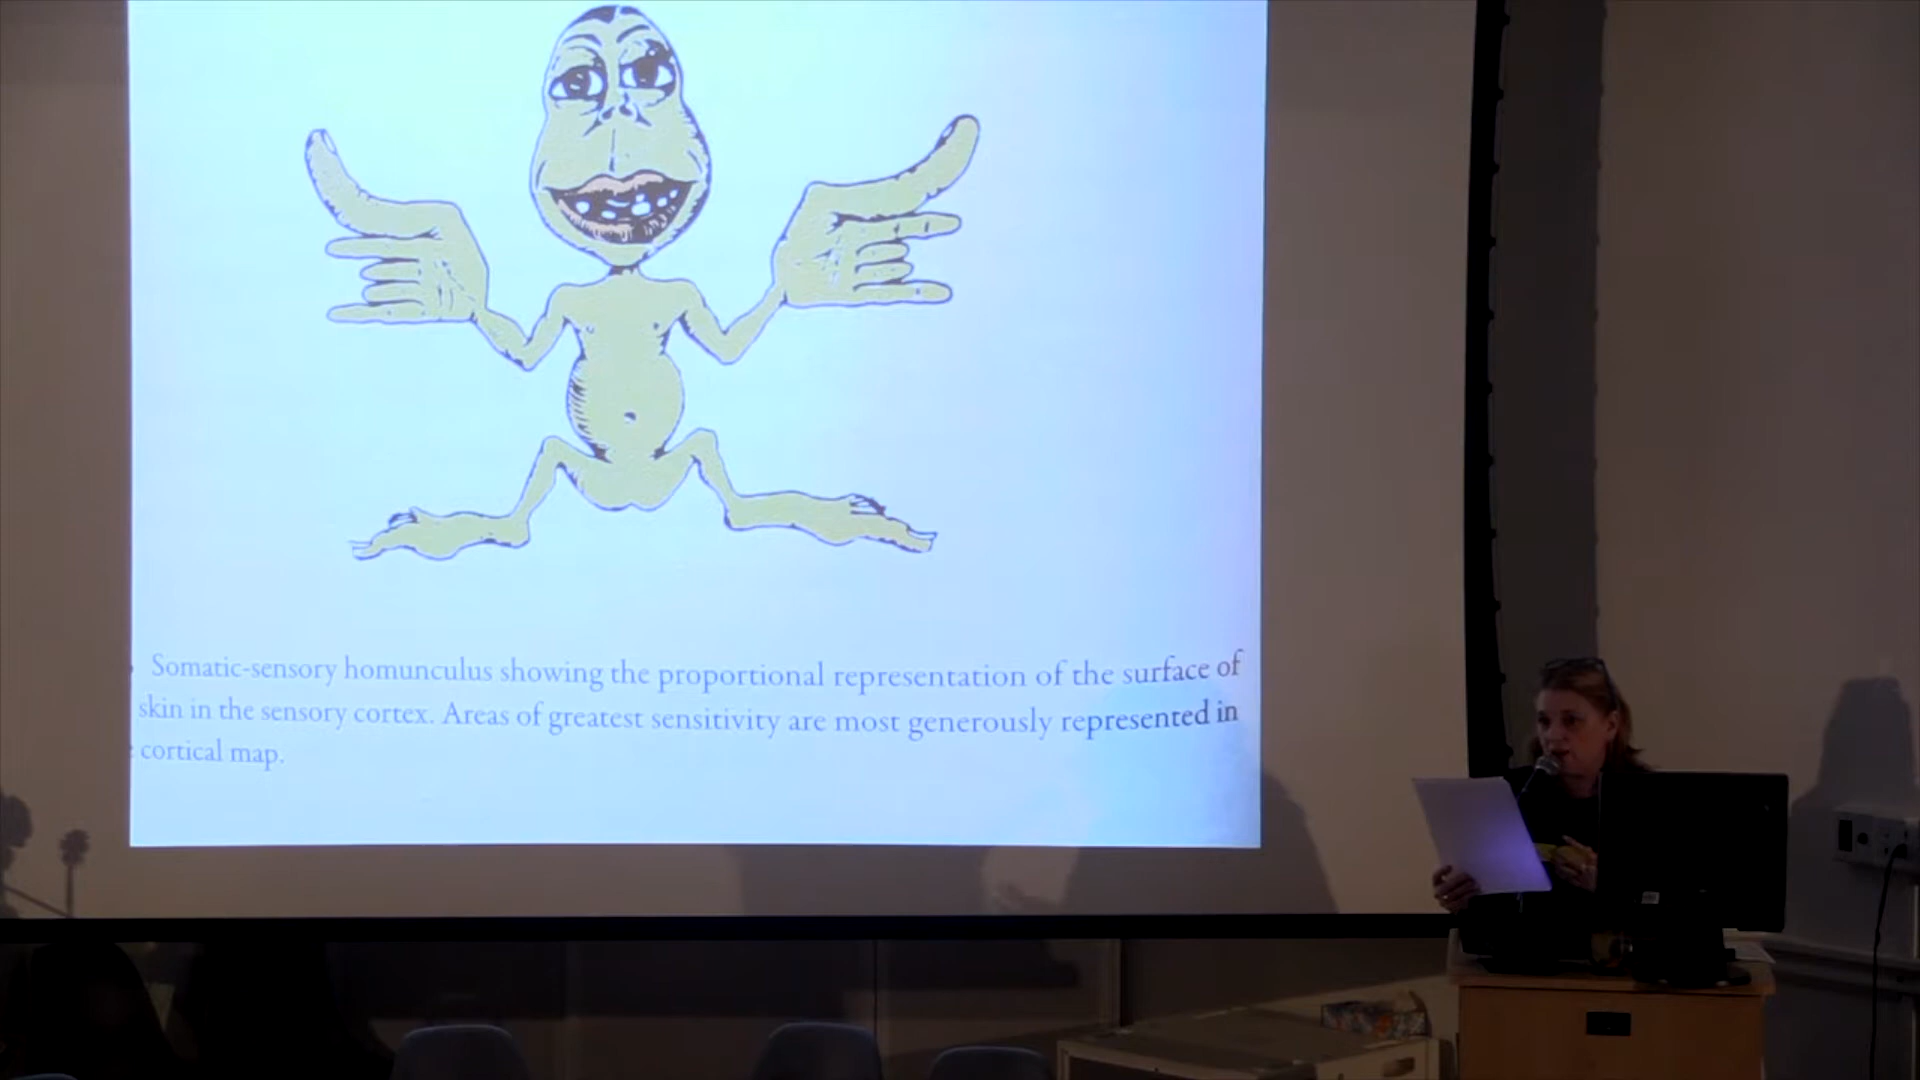 Somatic-sensory homunculus showing the proportional representation of the surface of
skin in the sensory cortex. Areas of greatest sensitivity are most generously represented in
cortical map.